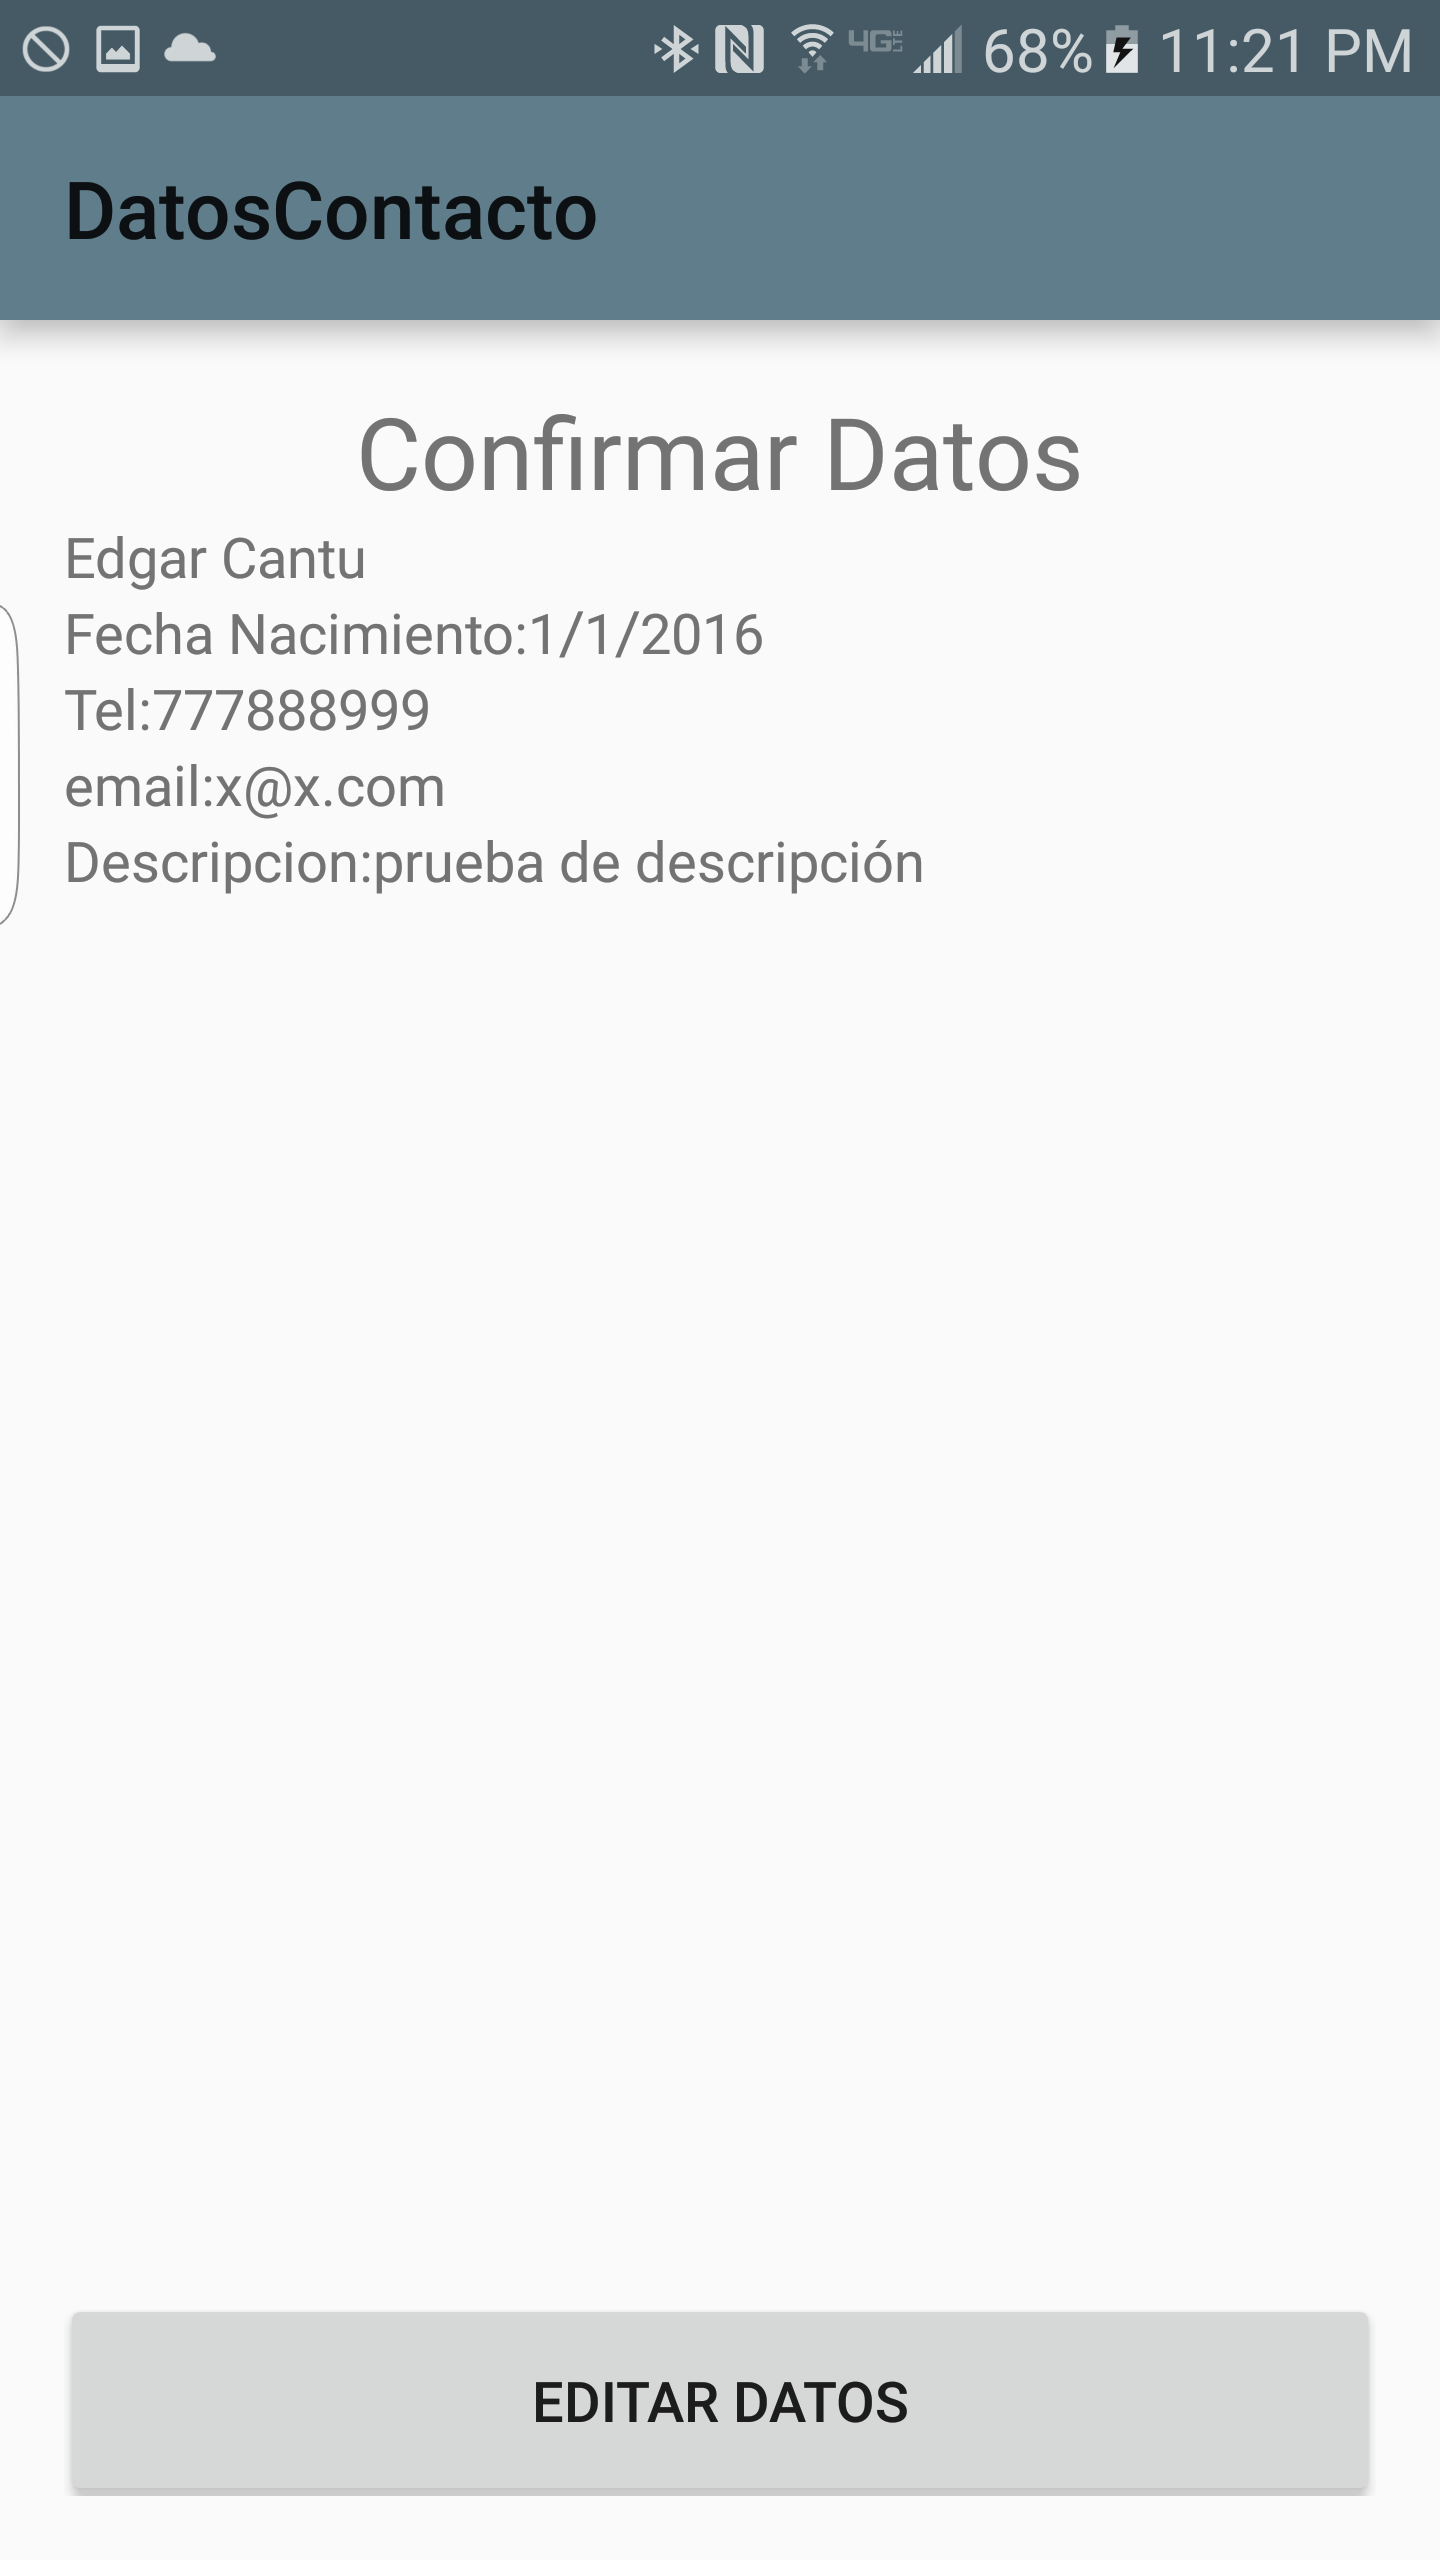 4G LTE 68% 11:21 PM
DatosContacto
Confirmar Datos
Edgar Cantu
Fecha Nacimiento:1/1/2016
Tel:777888999
email:x@x.com
Descripcion:prueba de descripción
EDITAR DATOS